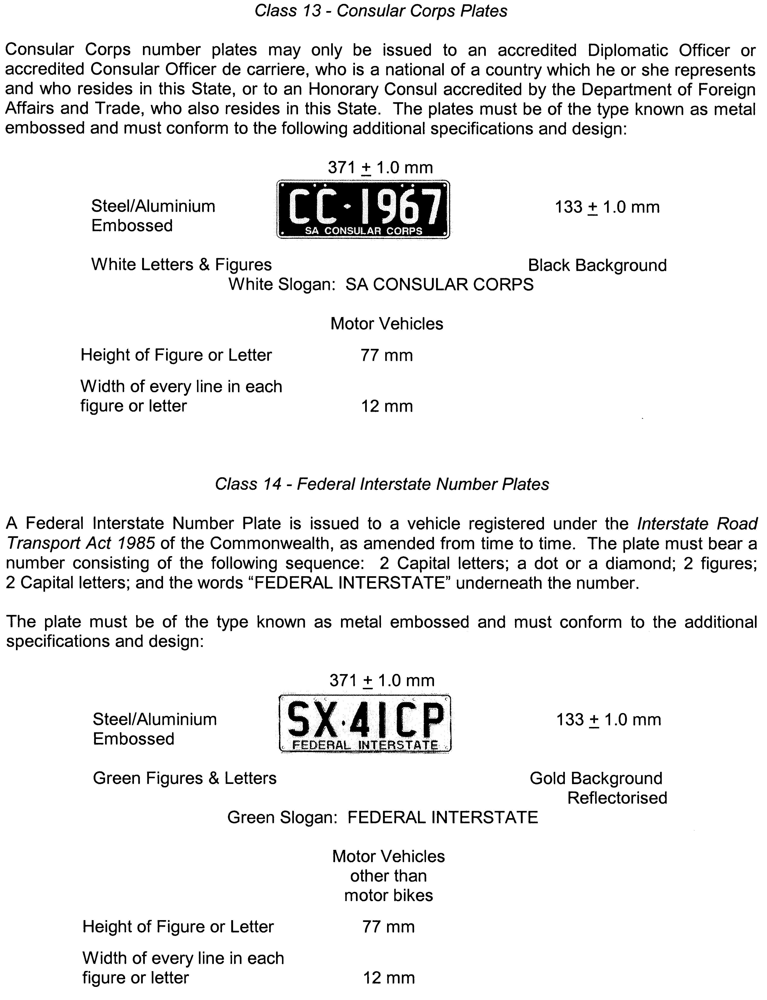 Class 13 - Consular Corps Plates
Consular Corps number plates may only be issued to an accredited Diplomatic Officer or
accredited Consular Officer de carriere, who is a national of a country which he or she represents
and who resides in this State, or to an Honorary Consul accredited by the Department of Foreign
Affairs and Trade, who also resides in this State. The plates must be of the type known as metal
embossed and must conform to the following additional specifications and design:
371 ± 1.0 mm
CC·1967
SA CONSULAR CORPS
Steel/Aluminium
Embossed
133 ± 1.0 mm
White Letters & Figures
Black Background
White Slogan: SA CONSULAR CORPS
Motor Vehicles
Height of Figure or Letter 77 mm
Width of every line in each
figure or letter 12 mm
Class 14 - Federal Interstate Number Plates
A Federal Interstate Number Plate is issued to a vehicle registered under the Interstate Road
Transport Act 1985 of the Commonwealth, as amended from time to time. The plate must bear a
number consisting of the following sequence: 2 Capital letters; a dot or a diamond; 2 figures;
2 Capital letters; and the words “FEDERAL INTERSTATE” underneath the number.
The plate must be of the type known as metal embossed and must conform to the additional
specifications and design:
371 ± 1.0 mm
SX·41CP
FEDERAL INTERSTATE
Steel/Aluminium
Embossed
133 ± 1.0 mm
Green Figures & Letters
Gold Background
Reflectorised
Green Slogan: FEDERAL INTERSTATE
Motor Vehicles
other than
motor bikes
Height of Figure or Letter 77 mm
Width of every line in each
figure or letter 12 mm